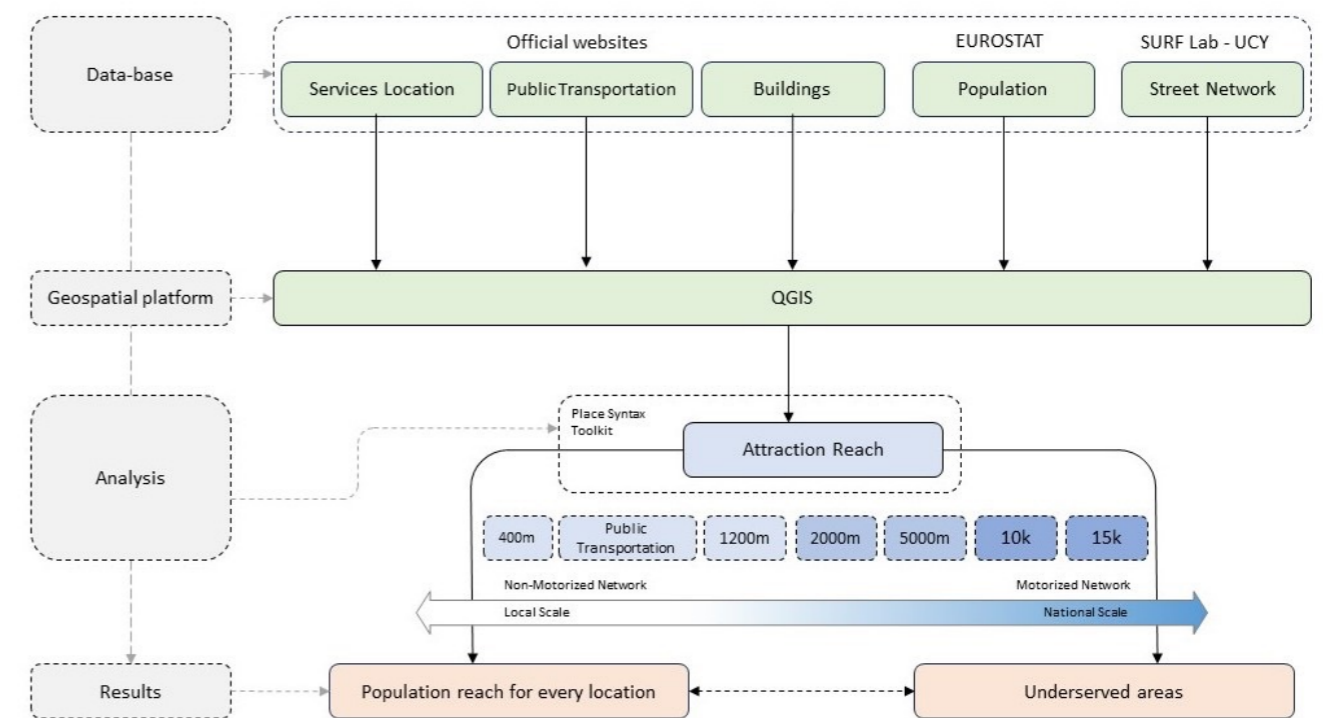 Data-base
Official websites
EUROSTAT
SURF Lab - UCY
Services Location
Public Transportation
Buildings
Population
Street Network
Geospatial platform
QGIS
Analysis
Place Syntax
Toolkit
Attraction Reach
400m
Public
Transportation
1200m
2000m
5000m
10k
15k
Non-Motorized Network
Motorized Network
Local Scale
National Scale
Results
Population reach for every location
Underserved areas